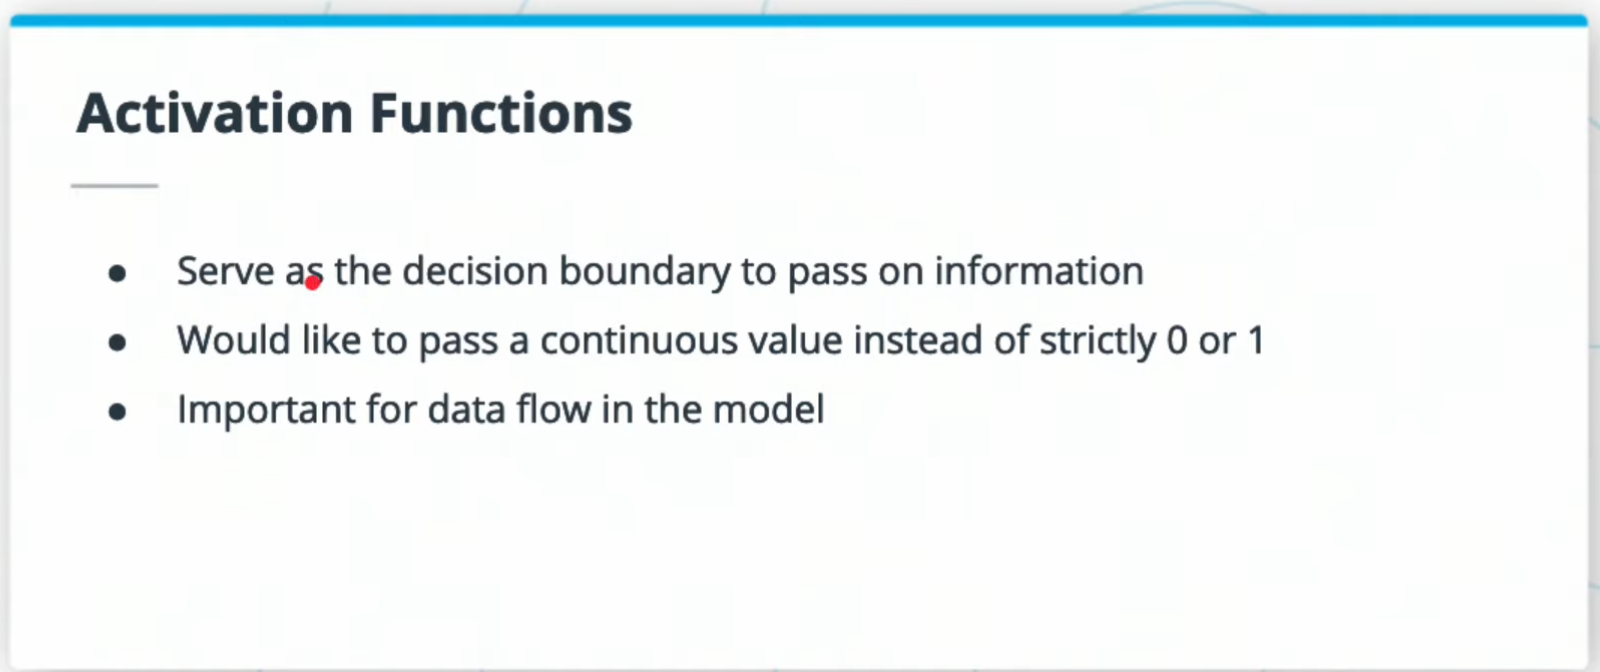 Activation Functions
● Serve as the decision boundary to pass on information
● Would like to pass a continuous value instead of strictly 0 or 1
● Important for data flow in the model